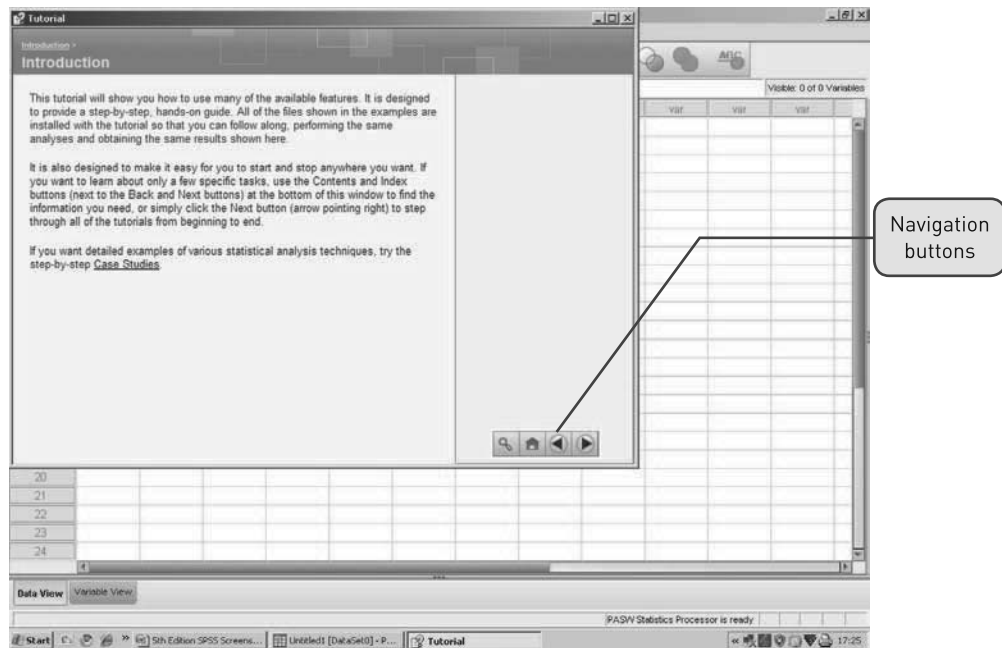 Tutorial
Introduction >
Introduction
This tutorial will show you how to use many of the available features. It is designed
to provide a step-by-step, hands-on guide. All of the files shown in the examples are
installed with the tutorial so that you can follow along, performing the same
analyses and obtaining the same results shown here.
It is also designed to make it easy for you to start and stop anywhere you want. If
you want to learn about only a few specific tasks, use the Contents and Index
buttons (next to the Back and Next buttons) at the bottom of this window to find the
information you need, or simply click the Next button (arrow pointing right) to step
through all of the tutorials from beginning to end.
If you want detailed examples of various statistical analysis techniques, try the
step-by-step Case Studies.
Visible: 0 of 0 Variables
var var var
Navigation
buttons
20
21
22
23
24
Data View Variable View
PASW Statistics Processor is ready
Start » 5th Edition SPSS Screens... Untitled1 [DataSet0] - P... Tutorial « 17:25